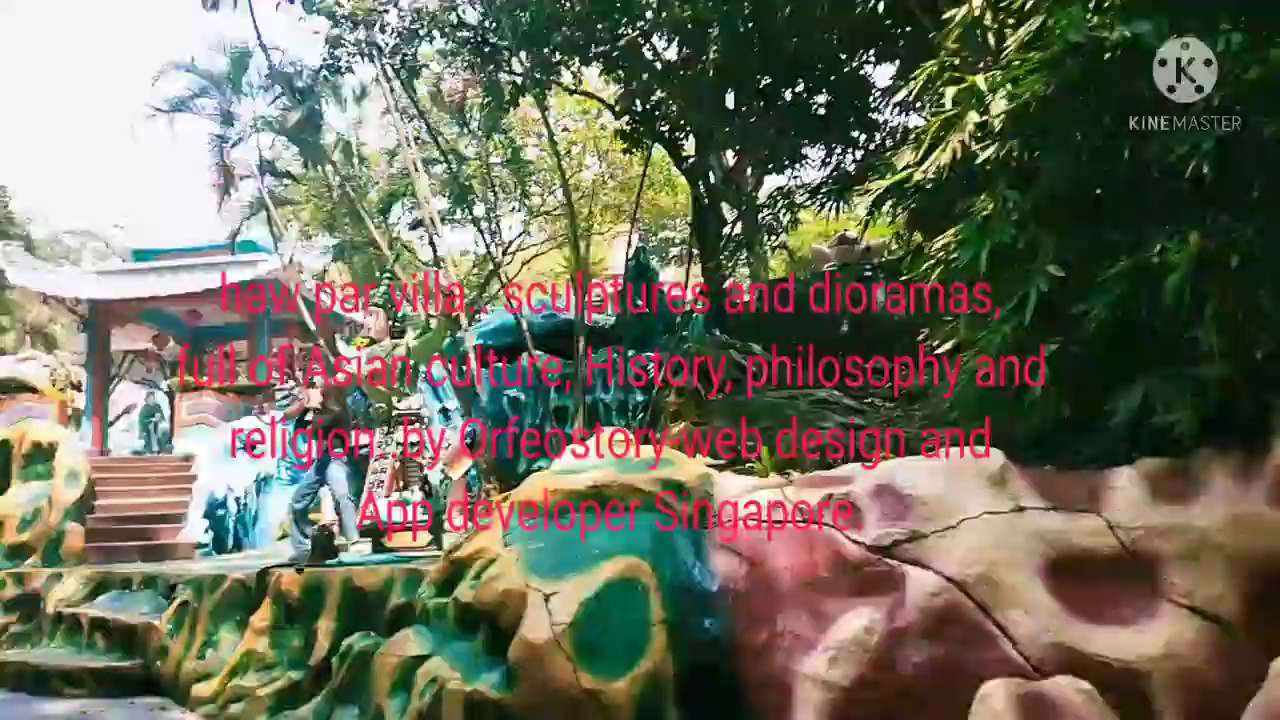 KINEMASTER
haw par villa.. sculptures and dioramas,
full of Asian culture, History, philosophy and
religion..by Orfeostory-web design and
App developer Singapore.